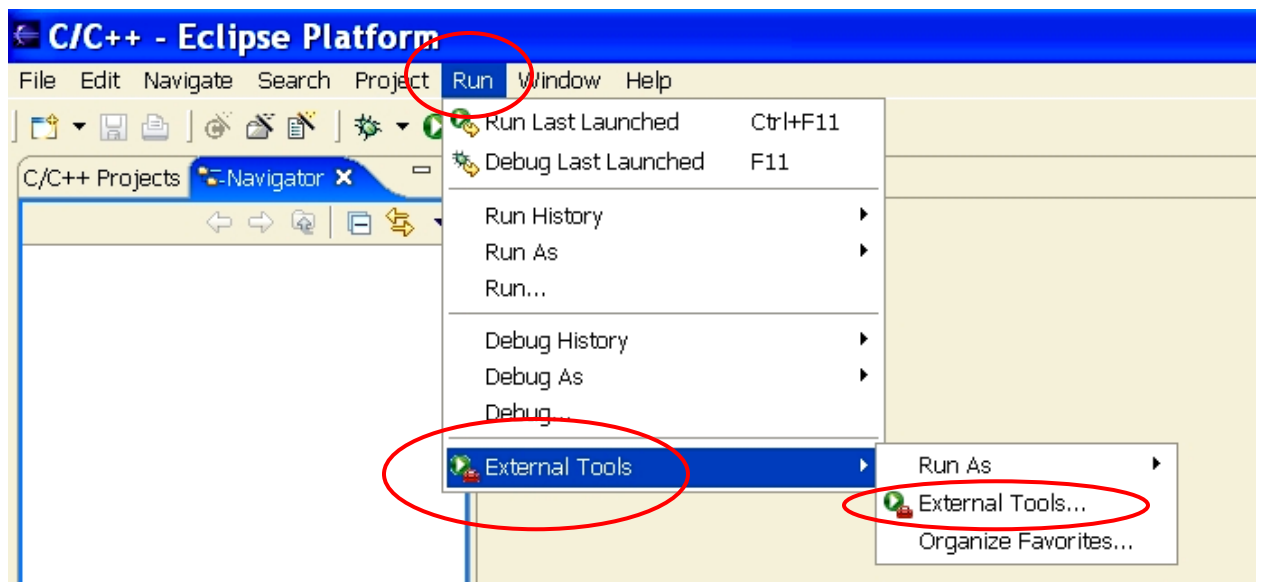 C/C++ - Eclipse Platform
File Edit Navigate Search Project Run Window Help
Run Last Launched Ctrl+F11
Debug Last Launched F11
C/C++ Projects Navigator
Run History
Run As
Run...
Debug History
Debug As
Debug...
External Tools
Run As
External Tools...
Organize Favorites...